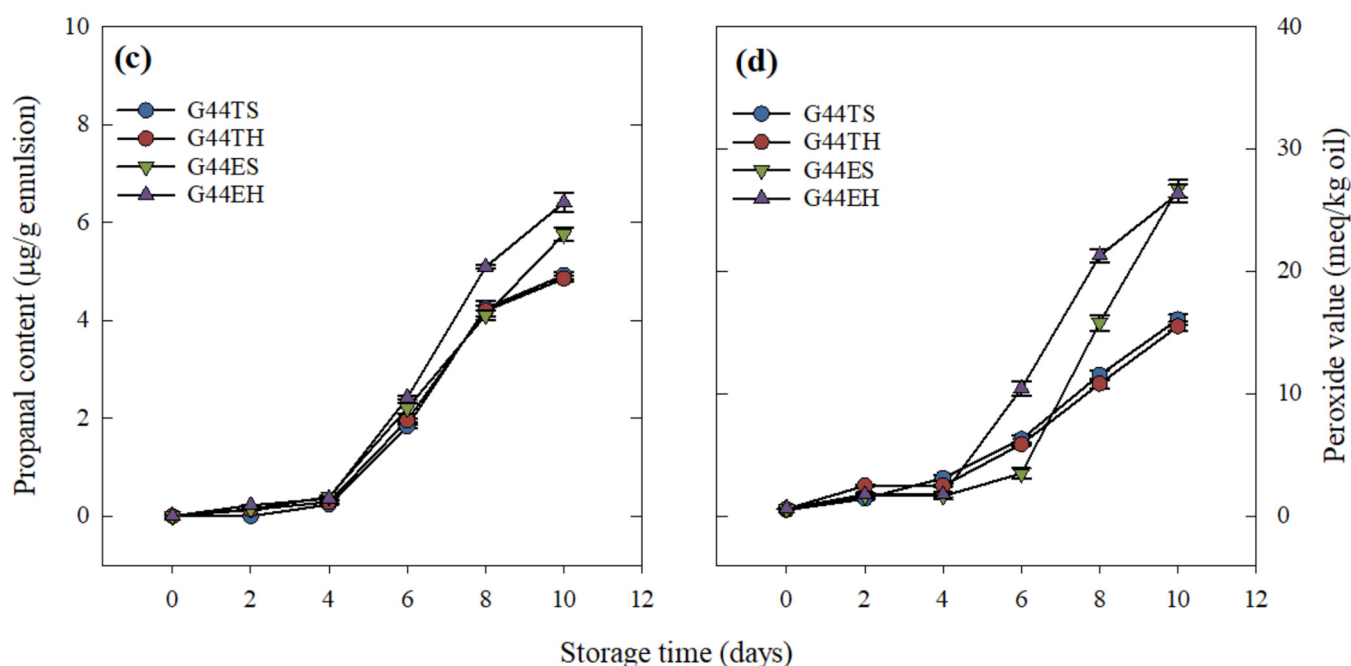 (c)
G44TS
G44TH
G44ES
G44EH
Propanal content (µg/g emulsion)
10
8
6
4
2
0
0 2 4 6 8 10 12
(d)
G44TS
G44TH
G44ES
G44EH
40
30
20
10
0
Peroxide value (meq/kg oil)
0 2 4 6 8 10 12
Storage time (days)